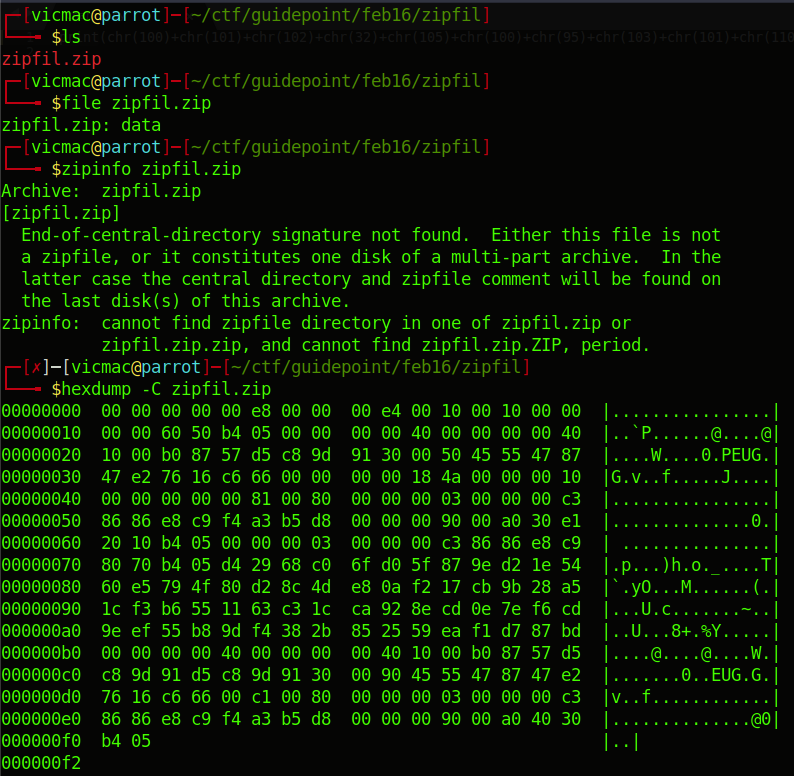 ┌─[vicmac@parrot]─[~/ctf/guidepoint/feb16/zipfil]
└──╼ $ls
zipfil.zip
┌─[vicmac@parrot]─[~/ctf/guidepoint/feb16/zipfil]
└──╼ $file zipfil.zip
zipfil.zip: data
┌─[vicmac@parrot]─[~/ctf/guidepoint/feb16/zipfil]
└──╼ $zipinfo zipfil.zip
Archive:  zipfil.zip
[zipfil.zip]
  End-of-central-directory signature not found.  Either this file is not
  a zipfile, or it constitutes one disk of a multi-part archive.  In the
  latter case the central directory and zipfile comment will be found on
  the last disk(s) of this archive.
zipinfo:  cannot find zipfile directory in one of zipfil.zip or
          zipfil.zip.zip, and cannot find zipfil.zip.ZIP, period.
┌─[✗]─[vicmac@parrot]─[~/ctf/guidepoint/feb16/zipfil]
└──╼ $hexdump -C zipfil.zip
00000000  00 00 00 00 00 e8 00 00  00 e4 00 10 00 10 00 00  |................|
00000010  00 00 60 50 b4 05 00 00  00 00 40 00 00 00 00 40  |..`P......@....@|
00000020  10 00 b0 87 57 d5 c8 9d  91 30 00 50 45 55 47 87  |....W....0.PEUG.|
00000030  47 e2 76 16 c6 66 00 00  00 00 18 4a 00 00 00 10  |G.v..f.....J....|
00000040  00 00 00 00 00 81 00 80  00 00 00 03 00 00 00 c3  |................|
00000050  86 86 e8 c9 f4 a3 b5 d8  00 00 00 90 00 a0 30 e1  |..............0.|
00000060  20 10 b4 05 00 00 00 03  00 00 00 c3 86 86 e8 c9  | ...............|
00000070  80 70 b4 05 d4 29 68 c0  6f d0 5f 87 9e d2 1e 54  |.p...)h.o._....T|
00000080  60 e5 79 4f 80 d2 8c 4d  e8 0a f2 17 cb 9b 28 a5  |`.yO...M......(.|
00000090  1c f3 b6 55 11 63 c3 1c  ca 92 8e cd 0e 7e f6 cd  |...U.c.......~..|
000000a0  9e ef 55 b8 9d f4 38 2b  85 25 59 ea f1 d7 87 bd  |..U...8+.%Y.....|
000000b0  00 00 00 00 40 00 00 00  00 40 10 00 b0 87 57 d5  |....@....@....W.|
000000c0  c8 9d 91 d5 c8 9d 91 30  00 90 45 55 47 87 47 e2  |.......0..EUG.G.|
000000d0  76 16 c6 66 00 c1 00 80  00 00 00 03 00 00 00 c3  |v..f............|
000000e0  86 86 e8 c9 f4 a3 b5 d8  00 00 00 90 00 a0 40 30  |..............@0|
000000f0  b4 05                                             |..|
000000f2